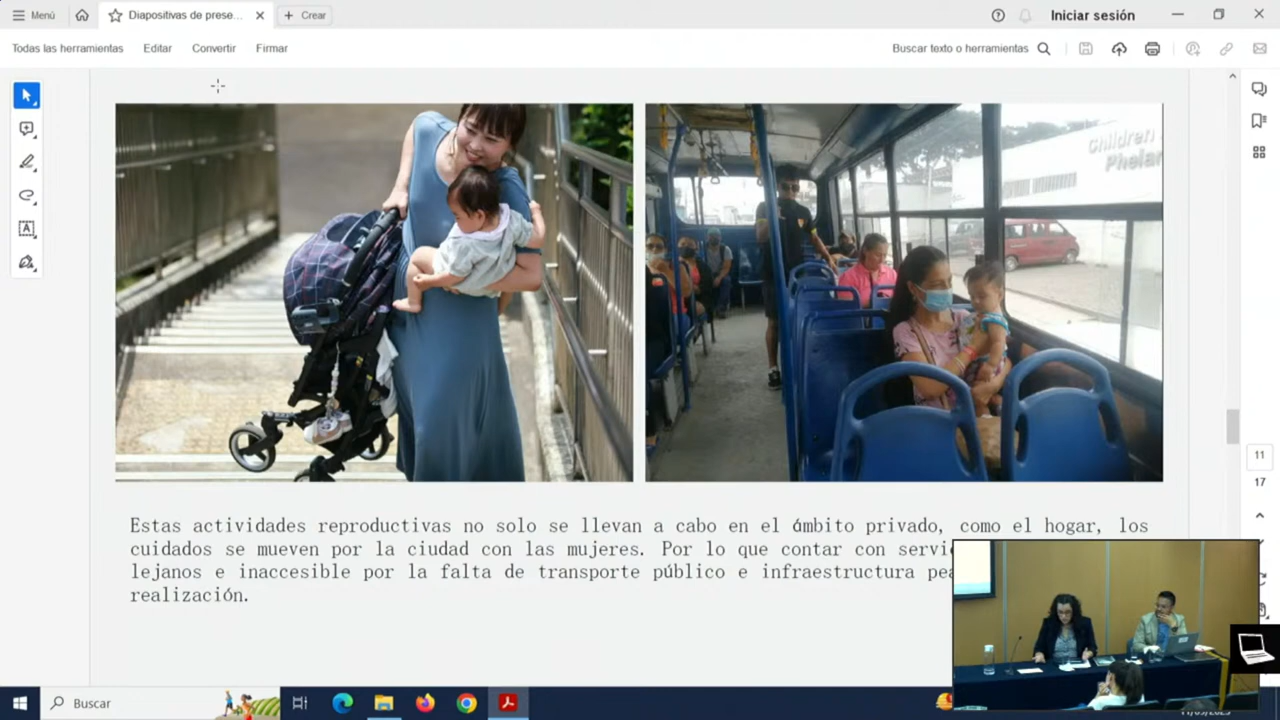 Menú
Diapositivas de prese...
Crear
Iniciar sesión
Todas las herramientas
Editar
Convertir
Firmar
Buscar texto o herramientas
Children
Estas actividades reproductivas no solo se llevan a cabo en el ámbito privado, como el hogar, los
cuidados se mueven por la ciudad con las mujeres. Por lo que contar con
lejanos e inaccesible por la falta de transporte público e infraestructura
realización.
11
17
Buscar